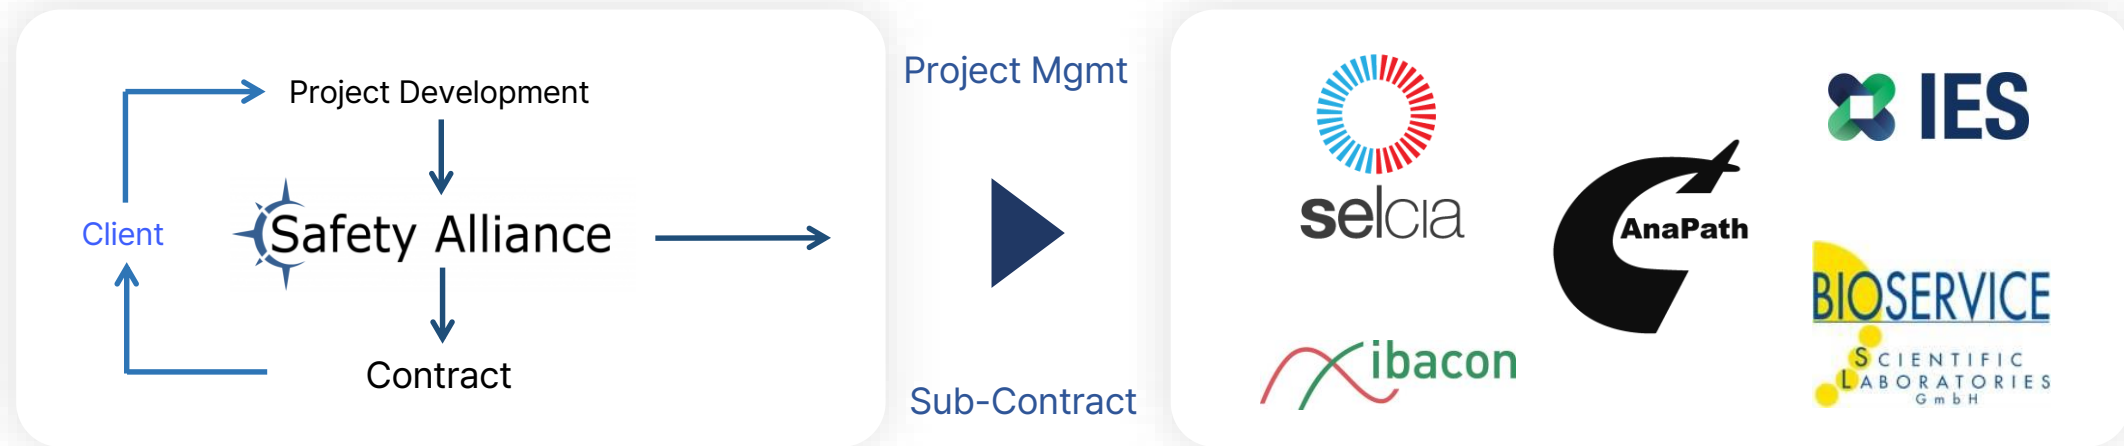 Project Development
Client
Safety Alliance
Contract
Project Mgmt
Sub-Contract
selcia
AnaPath
IES
ibacon
BIOSERVICE
SCIENTIFIC
LABORATORIES
GmbH